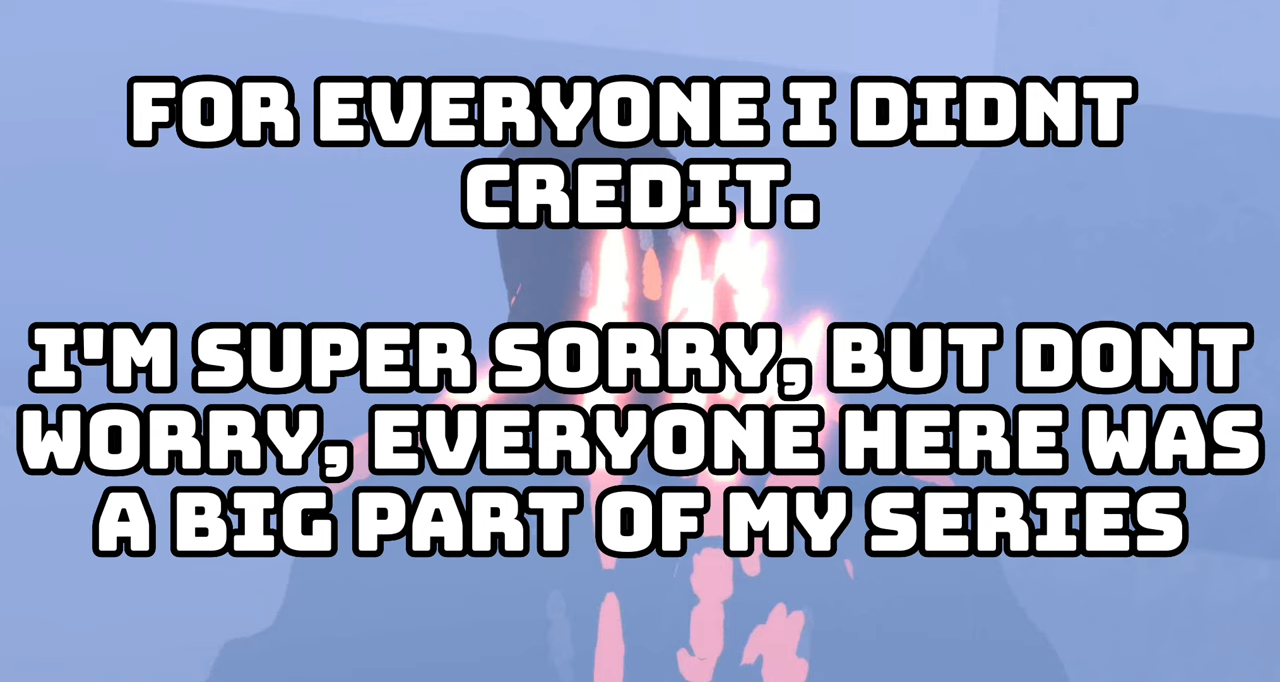 FOR EVERYONE I DIDNT
CREDIT.
I'M SUPER SORRY, BUT DONT
WORRY, EVERYONE HERE WAS
A BIG PART OF MY SERIES